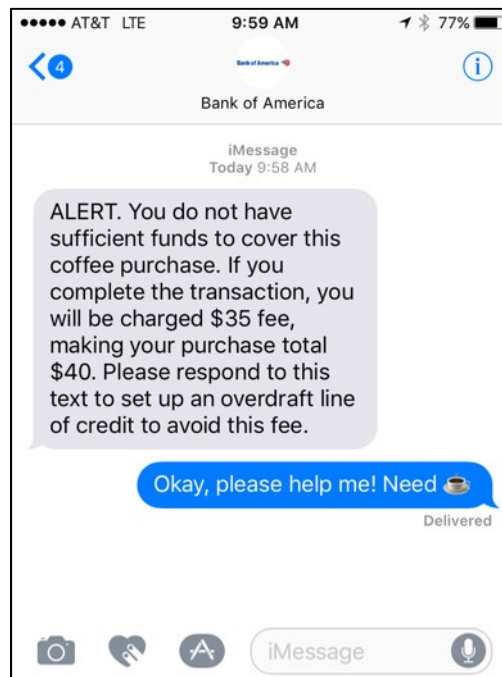 AT&T LTE 9:59 AM 77%
4
Bank of America
Bank of America
iMessage
Today 9:58 AM
ALERT. You do not have
sufficient funds to cover this
coffee purchase. If you
complete the transaction, you
will be charged $35 fee,
making your purchase total
$40. Please respond to this
text to set up an overdraft line
of credit to avoid this fee.
Okay, please help me! Need ☕
Delivered
iMessage